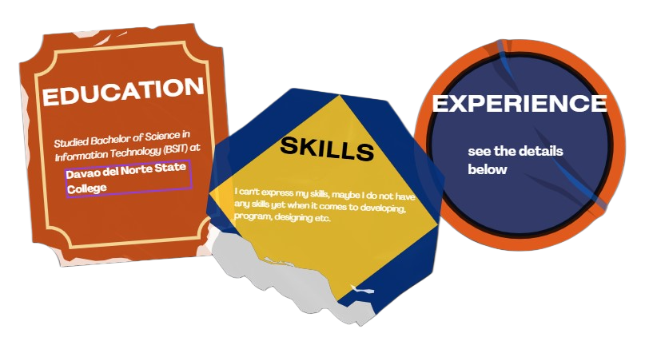 EDUCATION
Studied Bachelor of Science in
Information Technology (BSIT) at
Davao del Norte State
College
SKILLS
I can't express my skills, maybe I do not have
any skills yet when it comes to developing,
program, designing etc.
EXPERIENCE
see the details
below